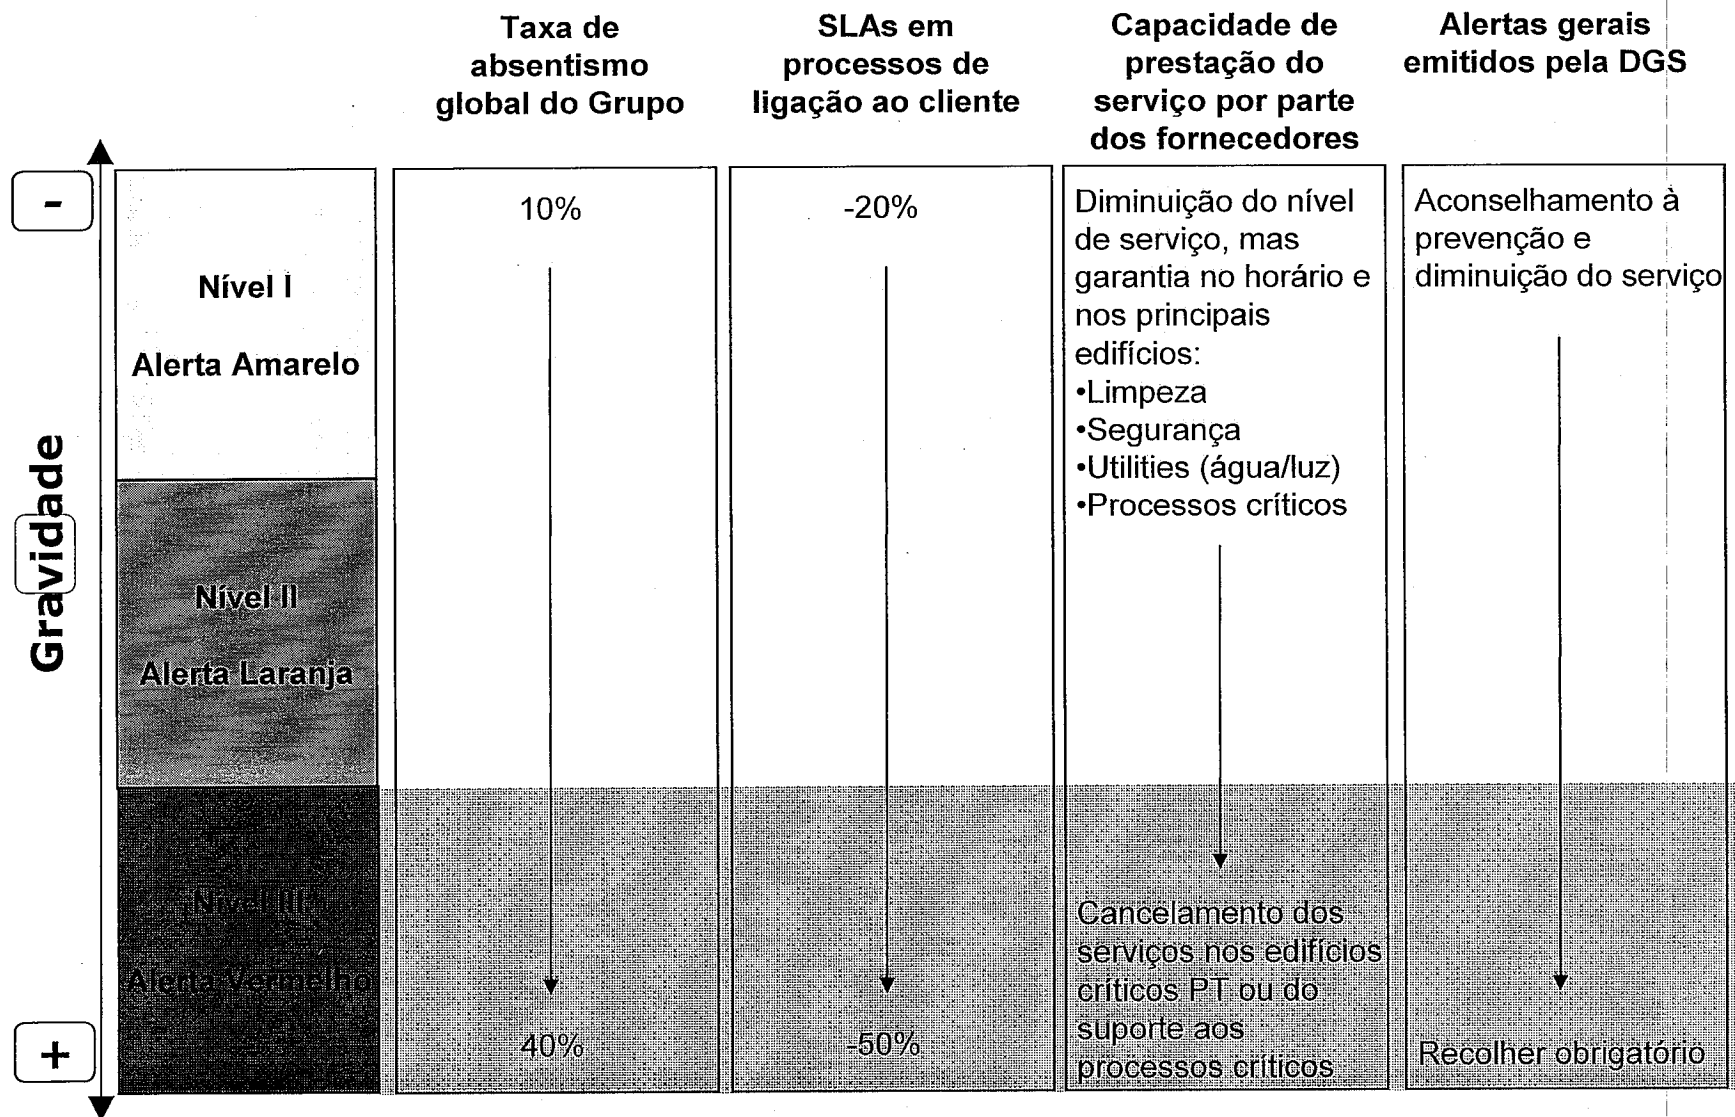 Taxa de
absentismo
global do Grupo
SLAs em
processos de
ligação ao cliente
Capacidade de
prestação do
serviço por parte
dos fornecedores
Alertas gerais
emitidos pela DGS
Gravidade
-
+
Nível I
Alerta Amarelo
Nível II
Alerta Laranja
Nível III
Alerta Vermelho
10%
40%
-20%
-50%
Diminuição do nível
de serviço, mas
garantia no horário e
nos principais
edifícios:
•Limpeza
•Segurança
•Utilities (água/luz)
•Processos críticos
Cancelamento dos
serviços nos edifícios
críticos PT ou do
suporte aos
processos críticos
Aconselhamento à
prevenção e
diminuição do serviço
Recolher obrigatório